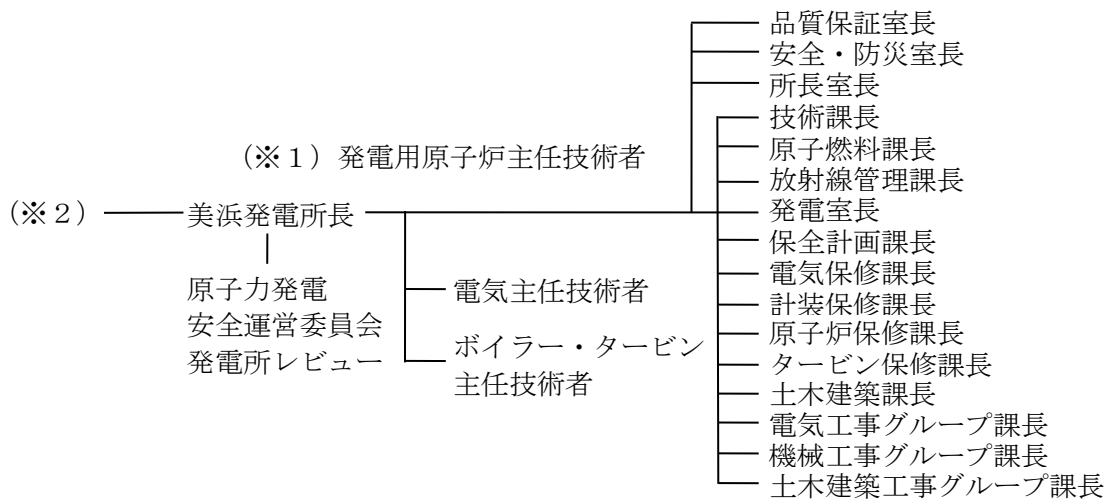 品質保証室長
安全・防災室長
所長室長
技術課長
（※１）発電用原子炉主任技術者
原子燃料課長
放射線管理課長
（※２）
美浜発電所長
発電室長
保全計画課長
原子力発電
安全運営委員会
発電所レビュー
電気主任技術者
ボイラー・タービン
主任技術者
電気保修課長
計装保修課長
原子炉保修課長
タービン保修課長
土木建築課長
電気工事グループ課長
機械工事グループ課長
土木建築工事グループ課長